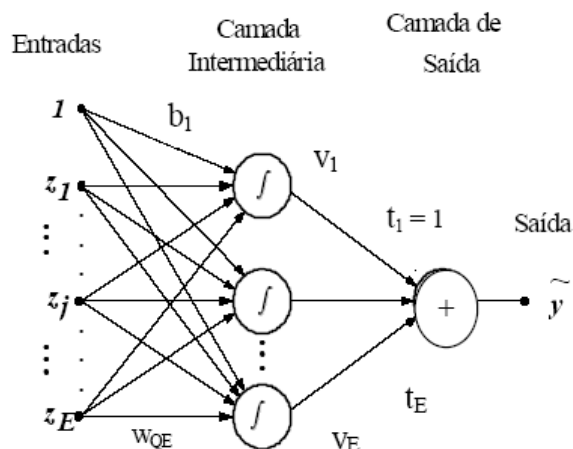 Entradas
Camada
Intermediária
Camada de
Saída
1
b1
v1
z1
t1 = 1
Saída
zj
∫
∫
∫
+
ỹ
zE
wQE
vE
tE